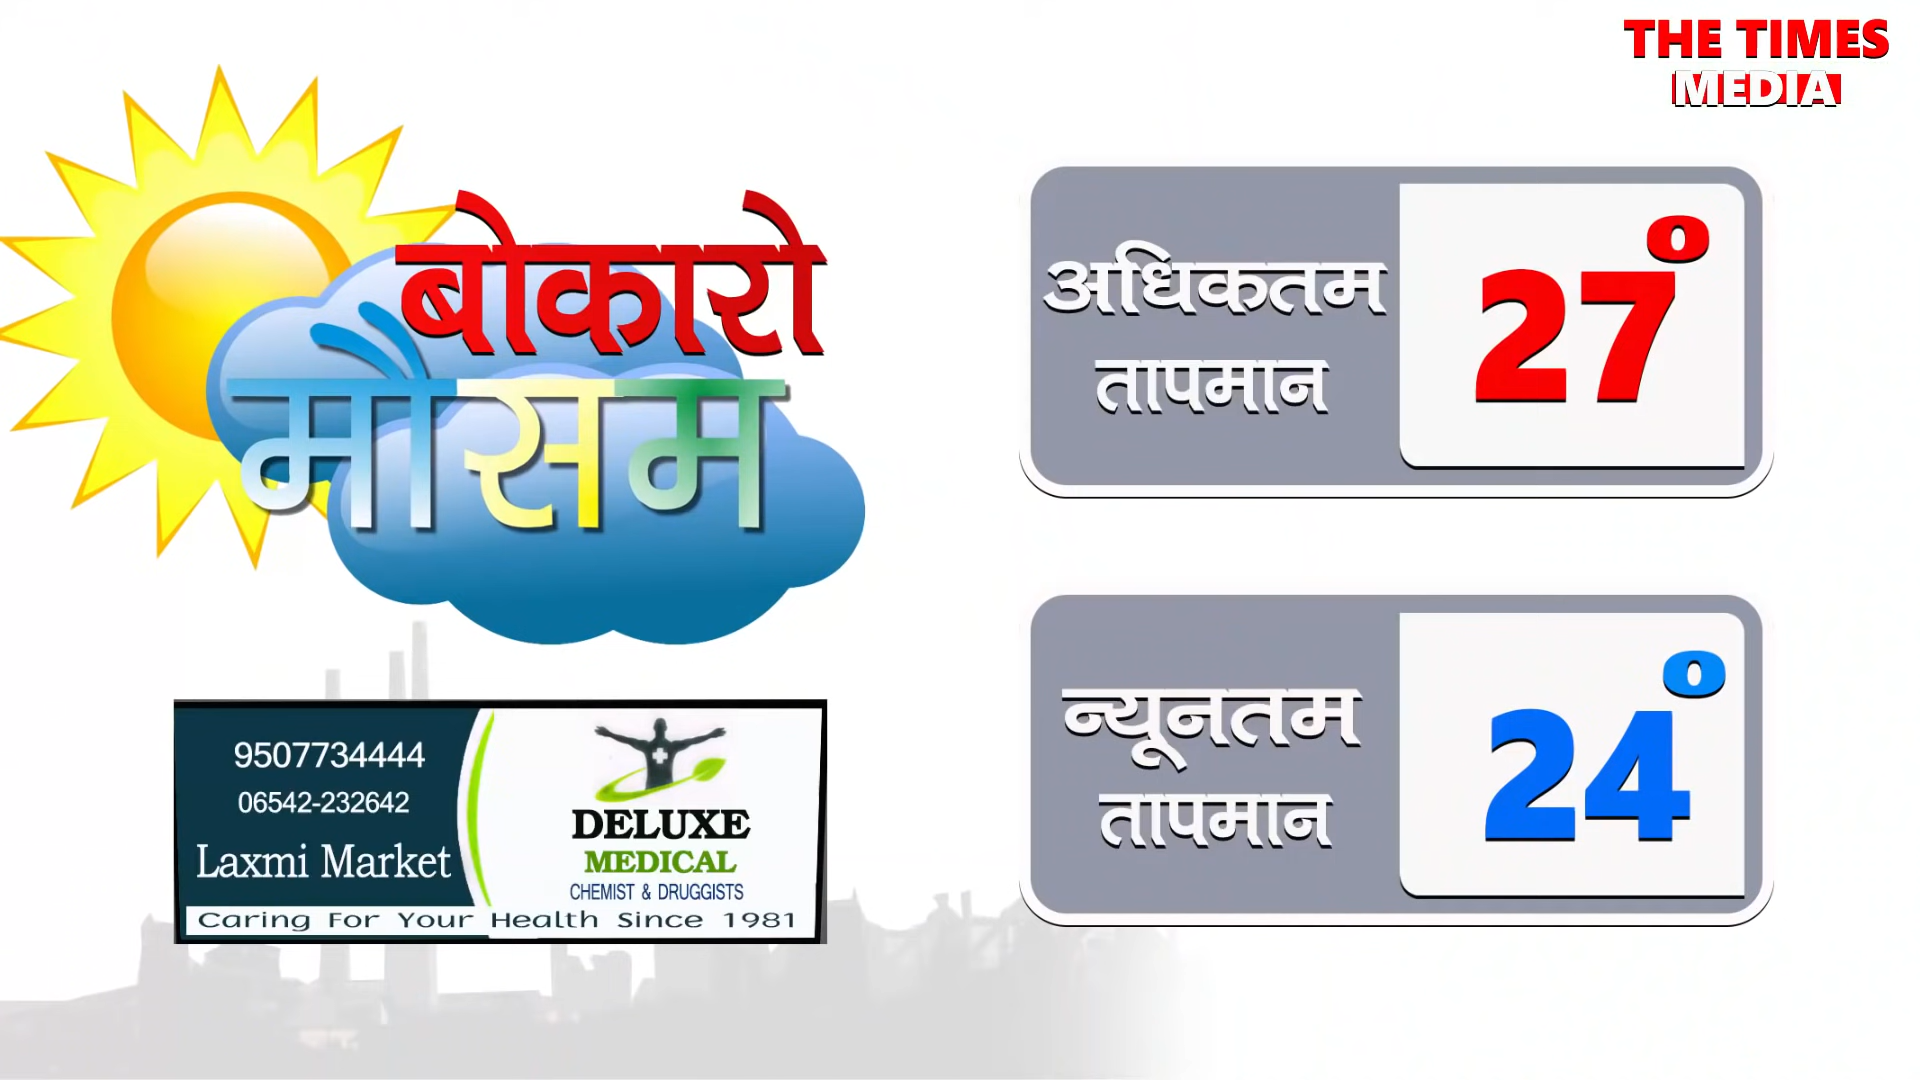 THE TIMES
MEDIA
बोकारो
मौसम
अधिकतम
तापमान
27°
न्यूनतम
तापमान
24°
9507734444
06542-232642
Laxmi Market
DELUXE
MEDICAL
CHEMIST & DRUGGISTS
Caring For Your Health Since 1981